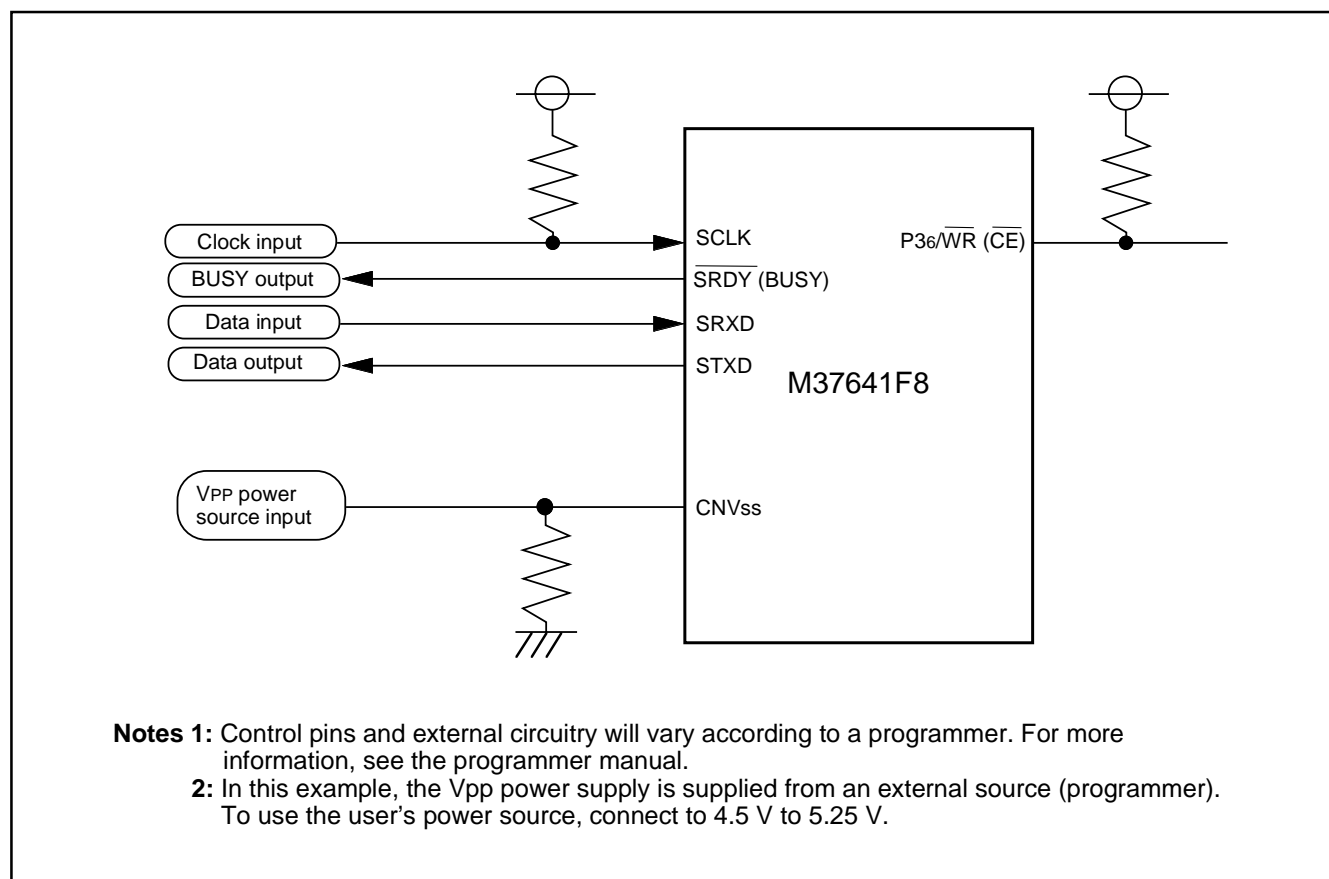 Clock input
BUSY output
Data input
Data output
VPP power
source input
SCLK
SRDY (BUSY)
SRXD
STXD
CNVss
P36/WR (CE)
M37641F8
Notes 1: Control pins and external circuitry will vary according to a programmer. For more
information, see the programmer manual.
2: In this example, the Vpp power supply is supplied from an external source (programmer).
To use the user's power source, connect to 4.5 V to 5.25 V.